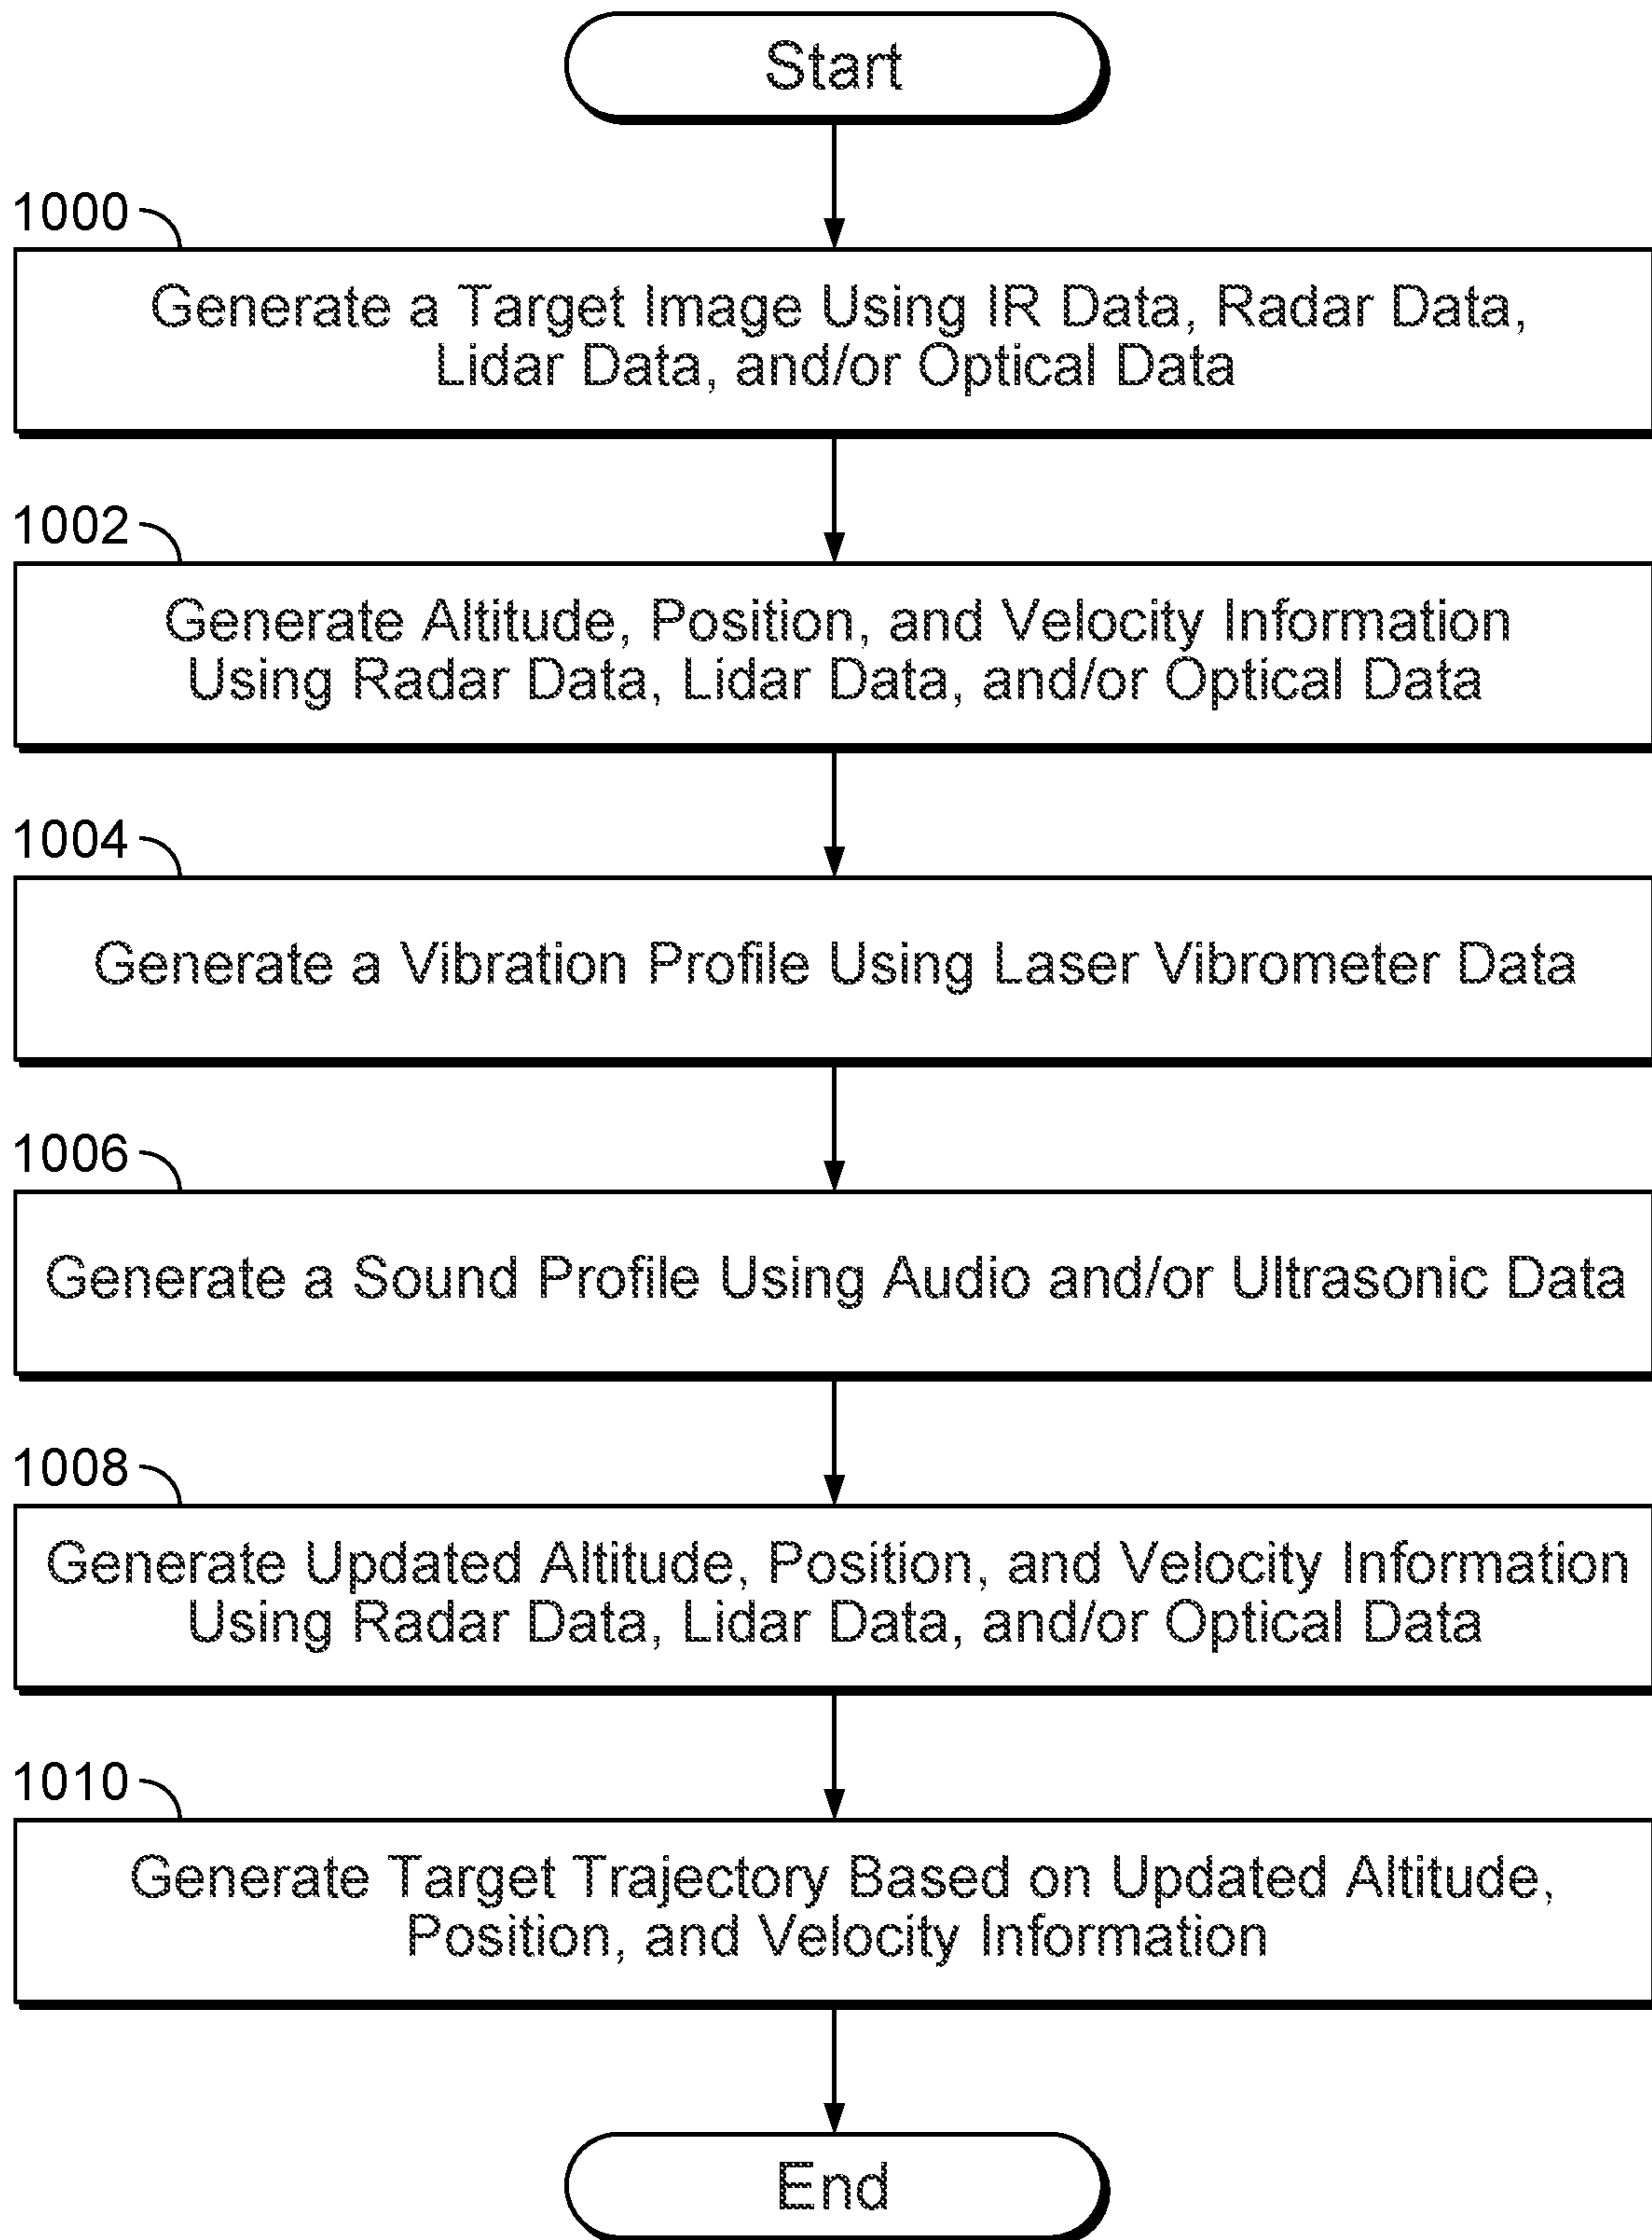 Start
1000
Generate a Target Image Using IR Data, Radar Data,
Lidar Data, and/or Optical Data
1002
Generate Altitude, Position, and Velocity Information
Using Radar Data, Lidar Data, and/or Optical Data
1004
Generate a Vibration Profile Using Laser Vibrometer Data
1006
Generate a Sound Profile Using Audio and/or Ultrasonic Data
1008
Generate Updated Altitude, Position, and Velocity Information
Using Radar Data, Lidar Data, and/or Optical Data
1010
Generate Target Trajectory Based on Updated Altitude,
Position, and Velocity Information
End